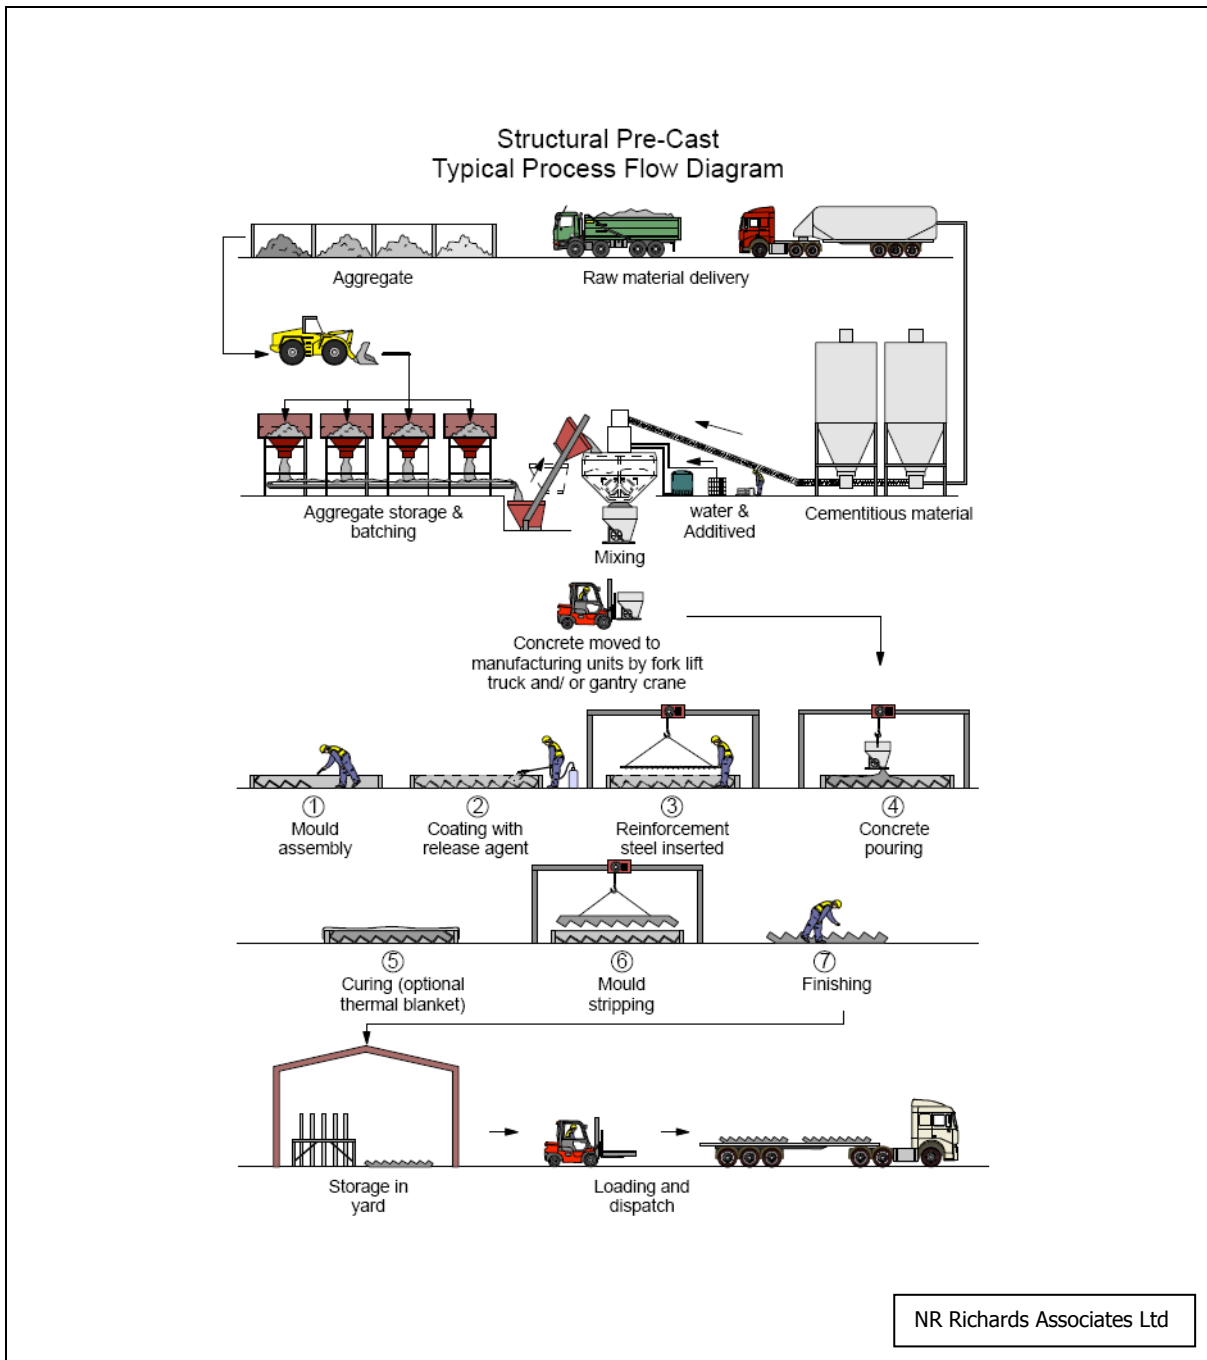 Structural Pre-Cast
Typical Process Flow Diagram
Aggregate
Raw material delivery
Aggregate storage &
batching
Mixing
water &
Additived
Cementitious material
Concrete moved to
manufacturing units by fork lift
truck and/ or gantry crane
1
Mould
assembly
2
Coating with
release agent
3
Reinforcement
steel inserted
4
Concrete
pouring
5
Curing (optional
thermal blanket)
6
Mould
stripping
7
Finishing
Storage in
yard
Loading and
dispatch
NR Richards Associates Ltd